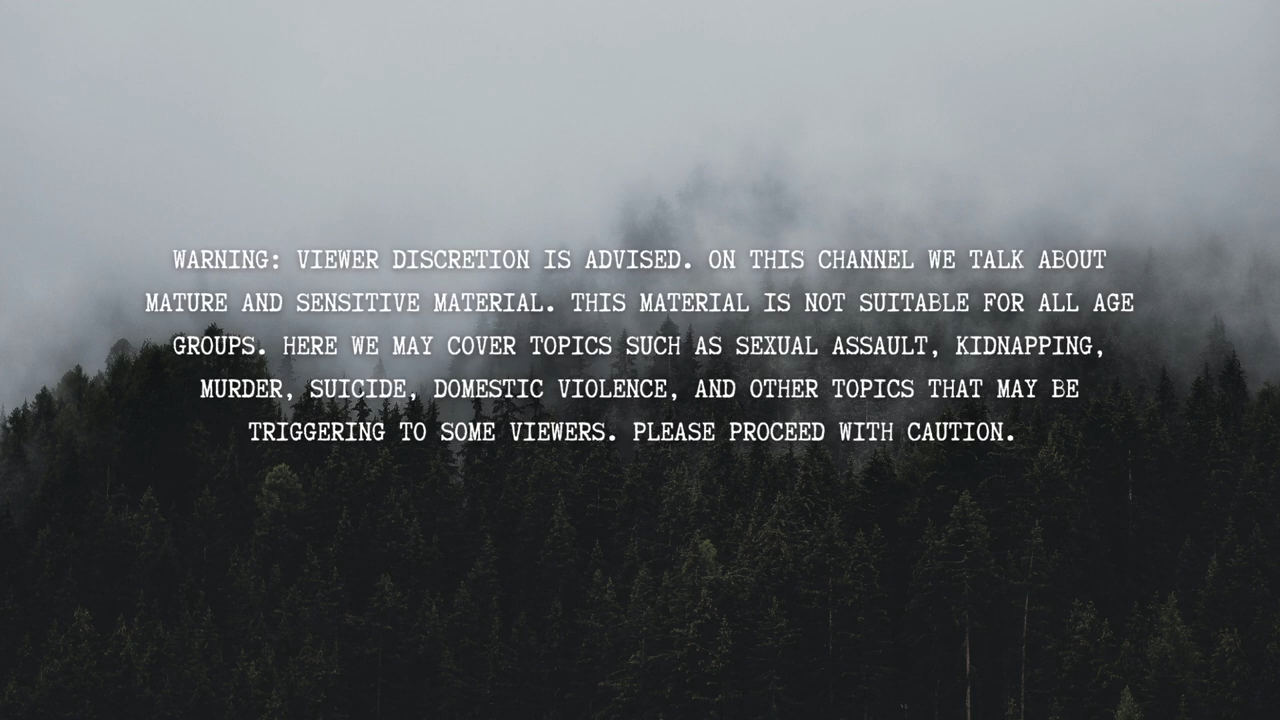 WARNING: VIEWER DISCRETION IS ADVISED. ON THIS CHANNEL WE TALK ABOUT
MATURE AND SENSITIVE MATERIAL. THIS MATERIAL IS NOT SUITABLE FOR ALL AGE
GROUPS. HERE WE MAY COVER TOPICS SUCH AS SEXUAL ASSAULT, KIDNAPPING,
MURDER, SUICIDE, DOMESTIC VIOLENCE, AND OTHER TOPICS THAT MAY BE
TRIGGERING TO SOME VIEWERS. PLEASE PROCEED WITH CAUTION.